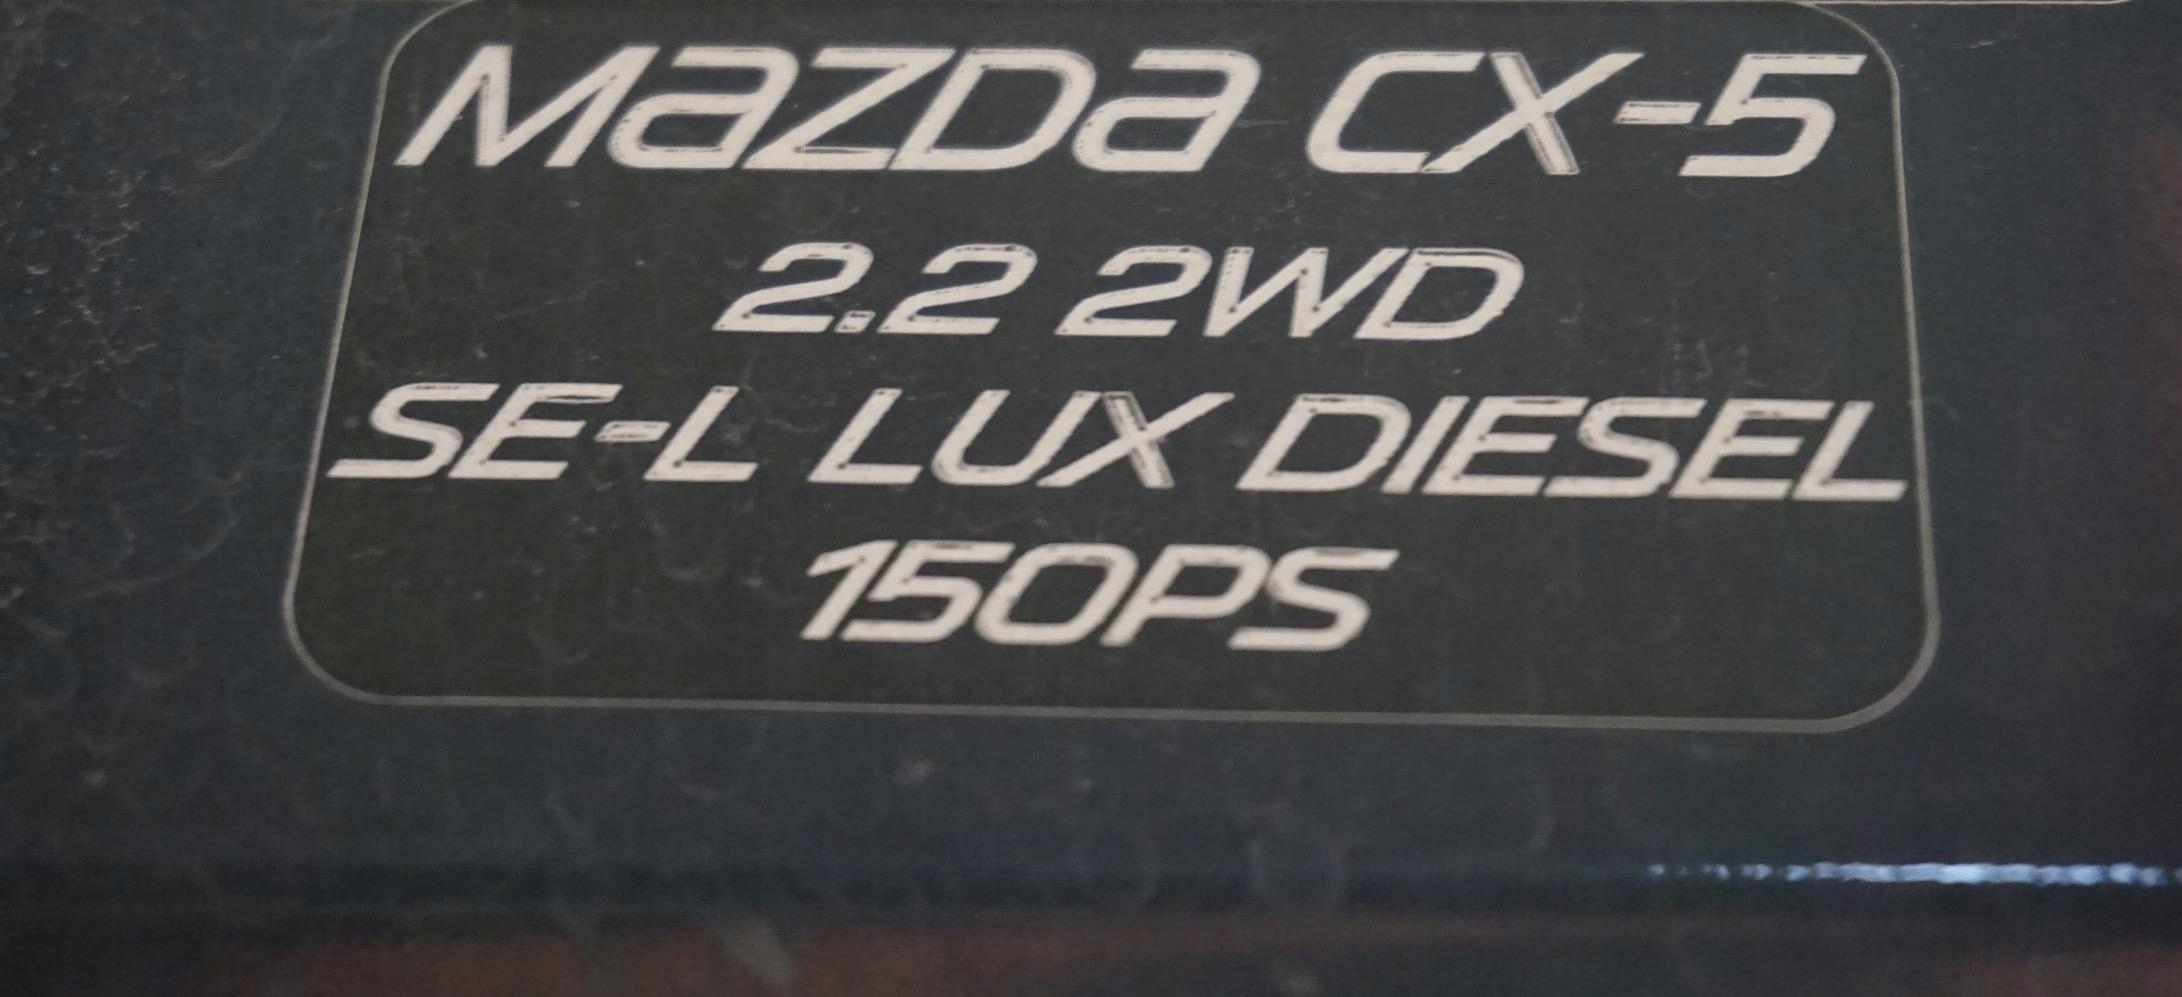 MaZDa CX-5
2.2 2WD
SE-L LUX DIESEL
150PS